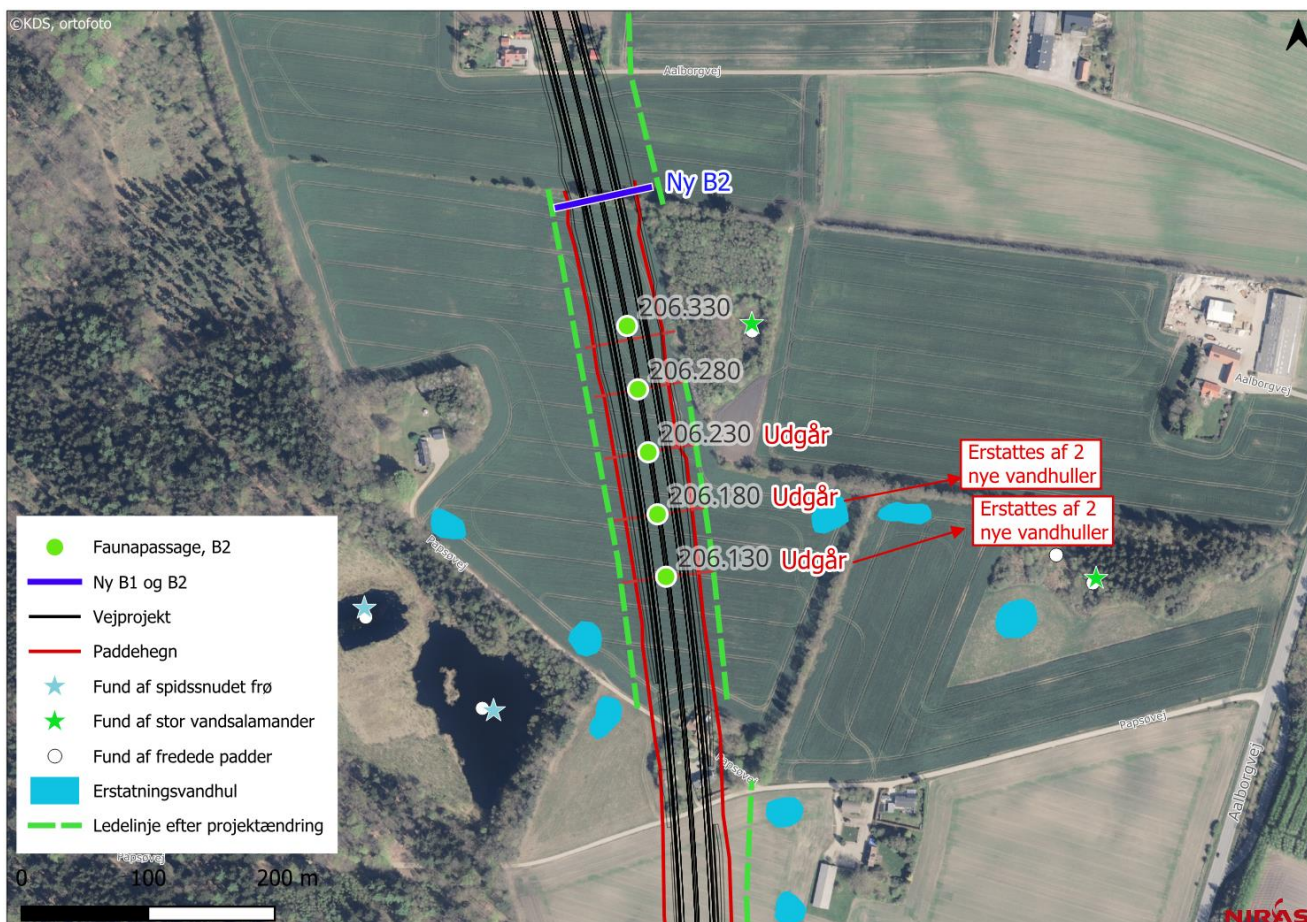 ©KDS, ortofoto
Aalborgvej
Ny B2
206.330
206.280
206.230 Udgår
206.180 Udgår
206.130 Udgår
Erstattes af 2
nye vandhuller
Erstattes af 2
nye vandhuller
Aalborgvej
Papsøvej
Papsøvej
Papsøvej
Aalborgvej
Faunapassage, B2
Ny B1 og B2
Vejprojekt
Paddehegn
Fund af spidssnudet frø
Fund af stor vandsalamander
Fund af fredede padder
Erstatningsvandhul
Ledelinje efter projektændring
Papsøvej
0 100 200 m
NIRAS